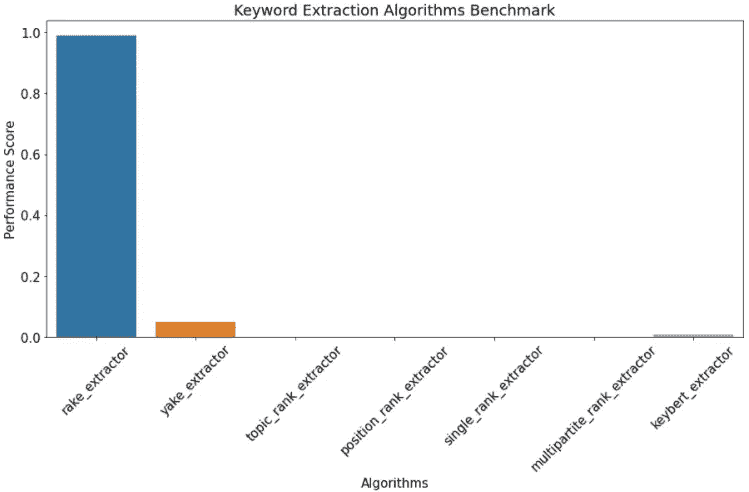 Keyword Extraction Algorithms Benchmark
Performance Score
1.0
0.8
0.6
0.4
0.2
0.0
rake_extractor
yake_extractor
topic_rank_extractor
position_rank_extractor
single_rank_extractor
multipartite_rank_extractor
keybert_extractor
Algorithms